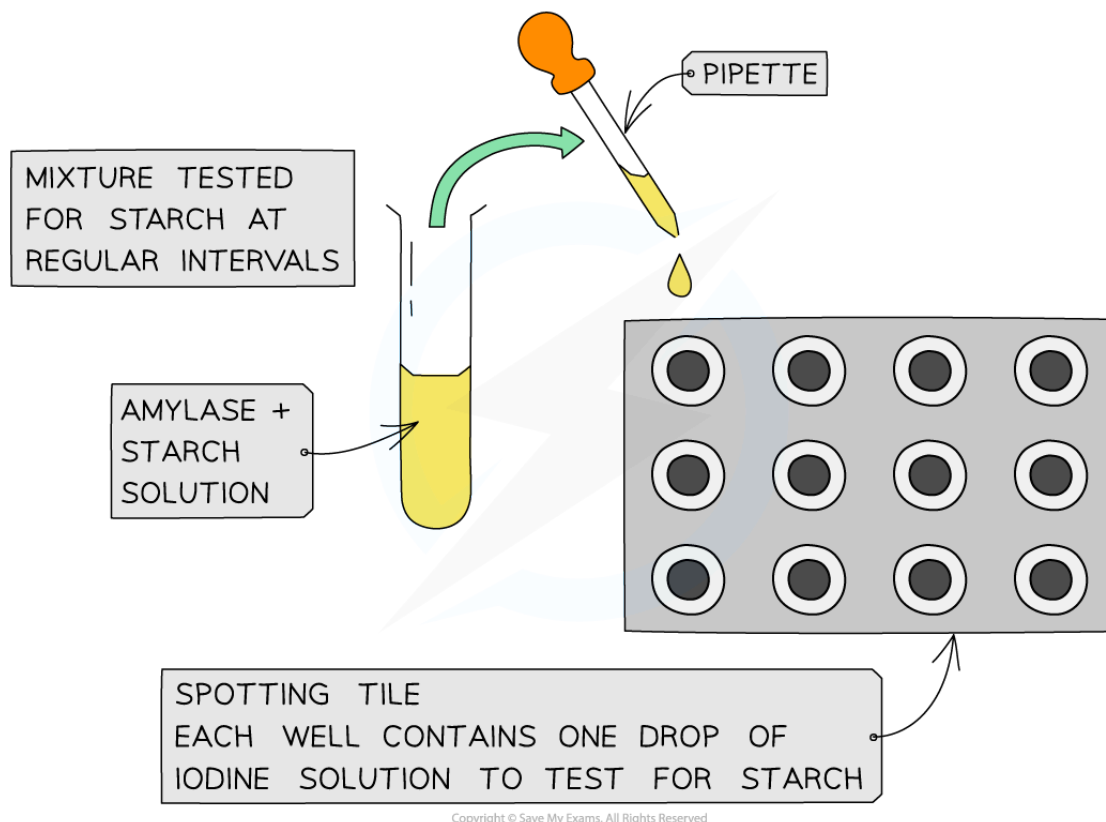 PIPETTE
MIXTURE TESTED
FOR STARCH AT
REGULAR INTERVALS
AMYLASE +
STARCH
SOLUTION
SPOTTING TILE
EACH WELL CONTAINS ONE DROP OF
IODINE SOLUTION TO TEST FOR STARCH
Copyright © Save My Exams. All Rights Reserved